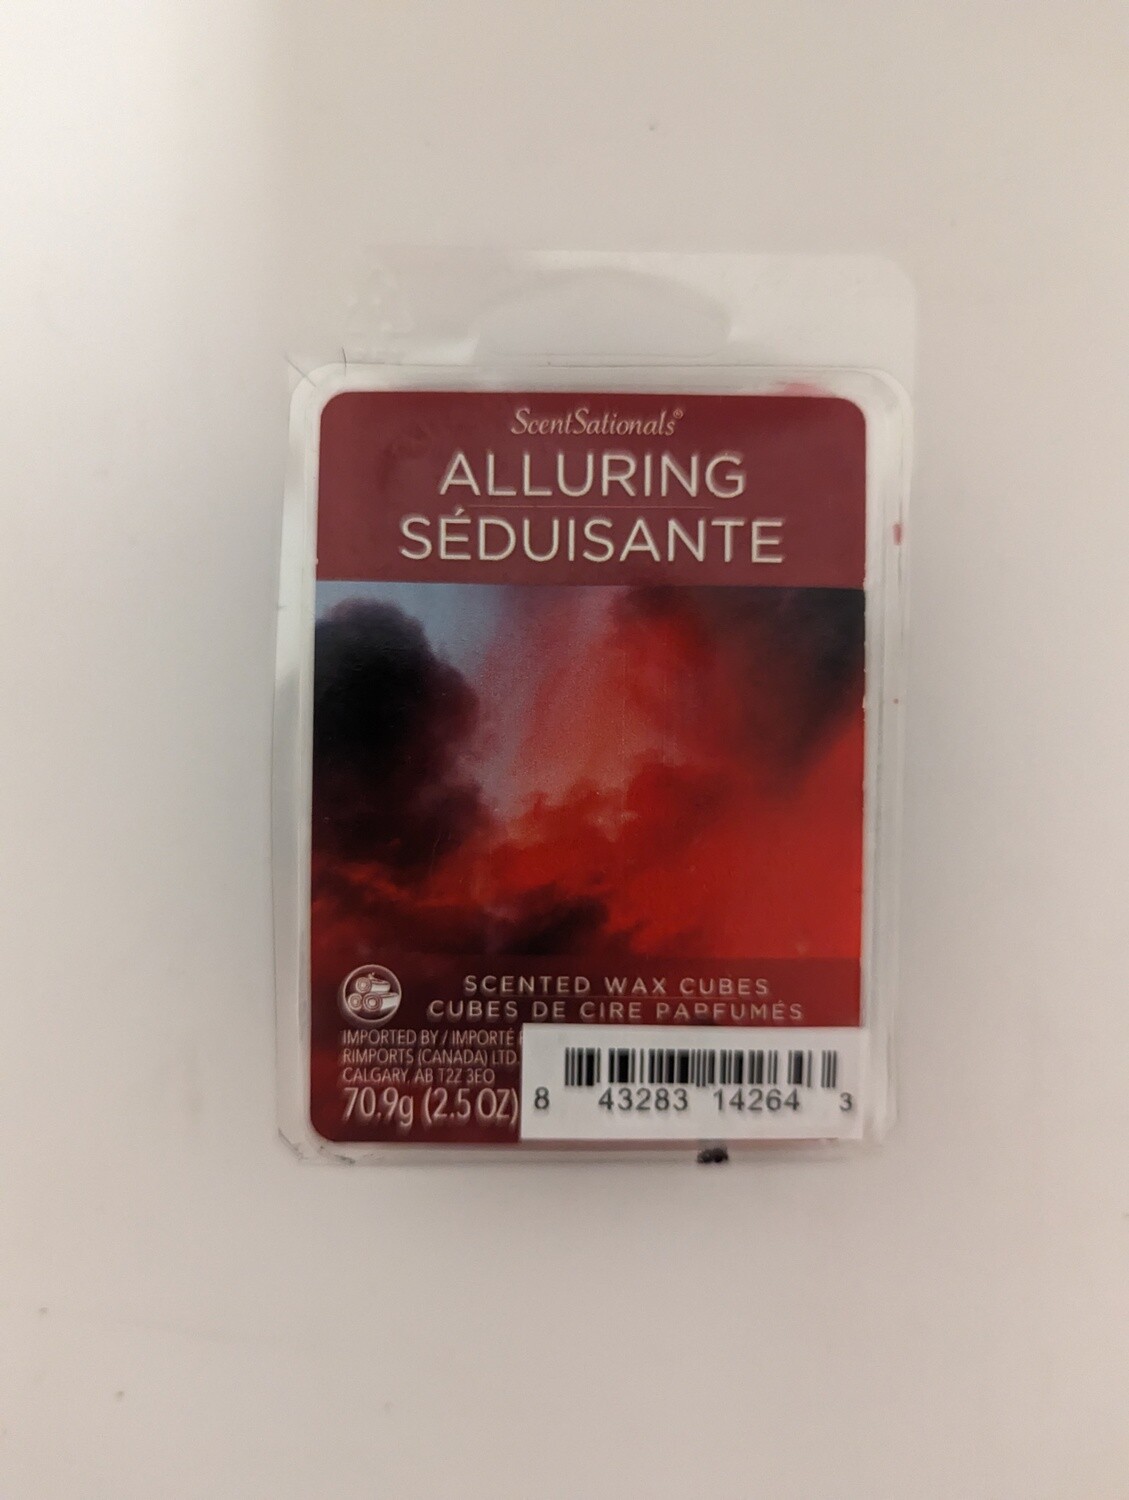 ScentSationals®
ALLURING
SÉDUISANTE
SCENTED WAX CUBES
CUBES DE CIRE PARFUMÉS
IMPORTED BY / IMPORTÉ
RIMPORTS (CANADA) LTD.
CALGARY, AB T2Z 3E0
70.9g (2.5 OZ)
8 43283 14264 3